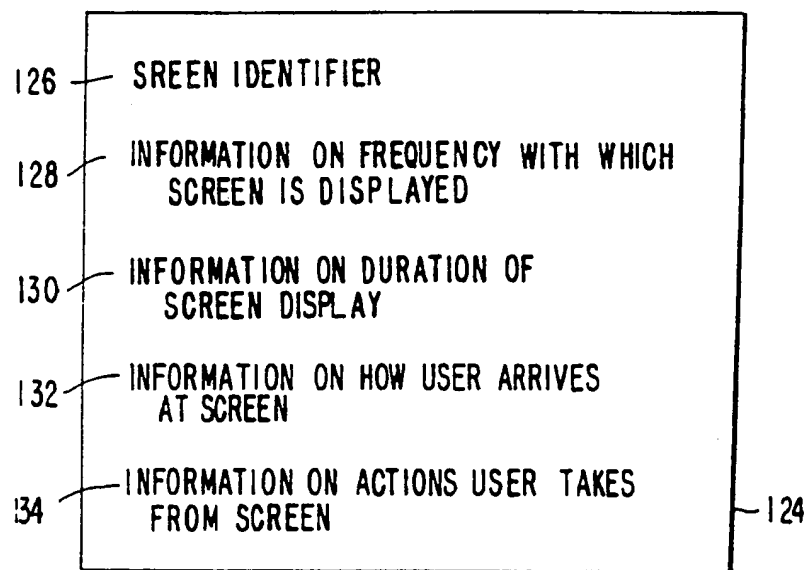 126 SREEN IDENTIFIER
128 INFORMATION ON FREQUENCY WITH WHICH
SCREEN IS DISPLAYED
130 INFORMATION ON DURATION OF
SCREEN DISPLAY
132 INFORMATION ON HOW USER ARRIVES
AT SCREEN
134 INFORMATION ON ACTIONS USER TAKES
FROM SCREEN
124